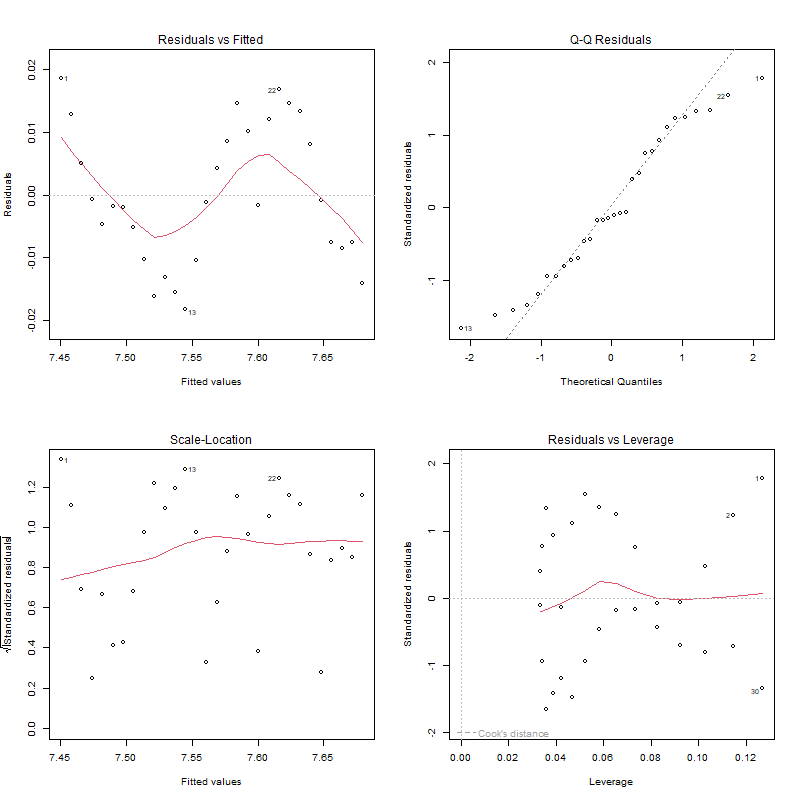 Residuals vs Fitted
Residuals
-0.02 -0.01 0.00 0.01 0.02
1
22
13
7.45 7.50 7.55 7.60 7.65
Fitted values
Q-Q Residuals
Standardized residuals
-1 0 1 2
1
22
13
-2 -1 0 1 2
Theoretical Quantiles
Scale-Location
√|Standardized residuals|
0.0 0.2 0.4 0.6 0.8 1.0 1.2
1
13
22
7.45 7.50 7.55 7.60 7.65
Fitted values
Residuals vs Leverage
Standardized residuals
-2 -1 0 1 2
1
2
30
Cook's distance
0.00 0.02 0.04 0.06 0.08 0.10 0.12
Leverage